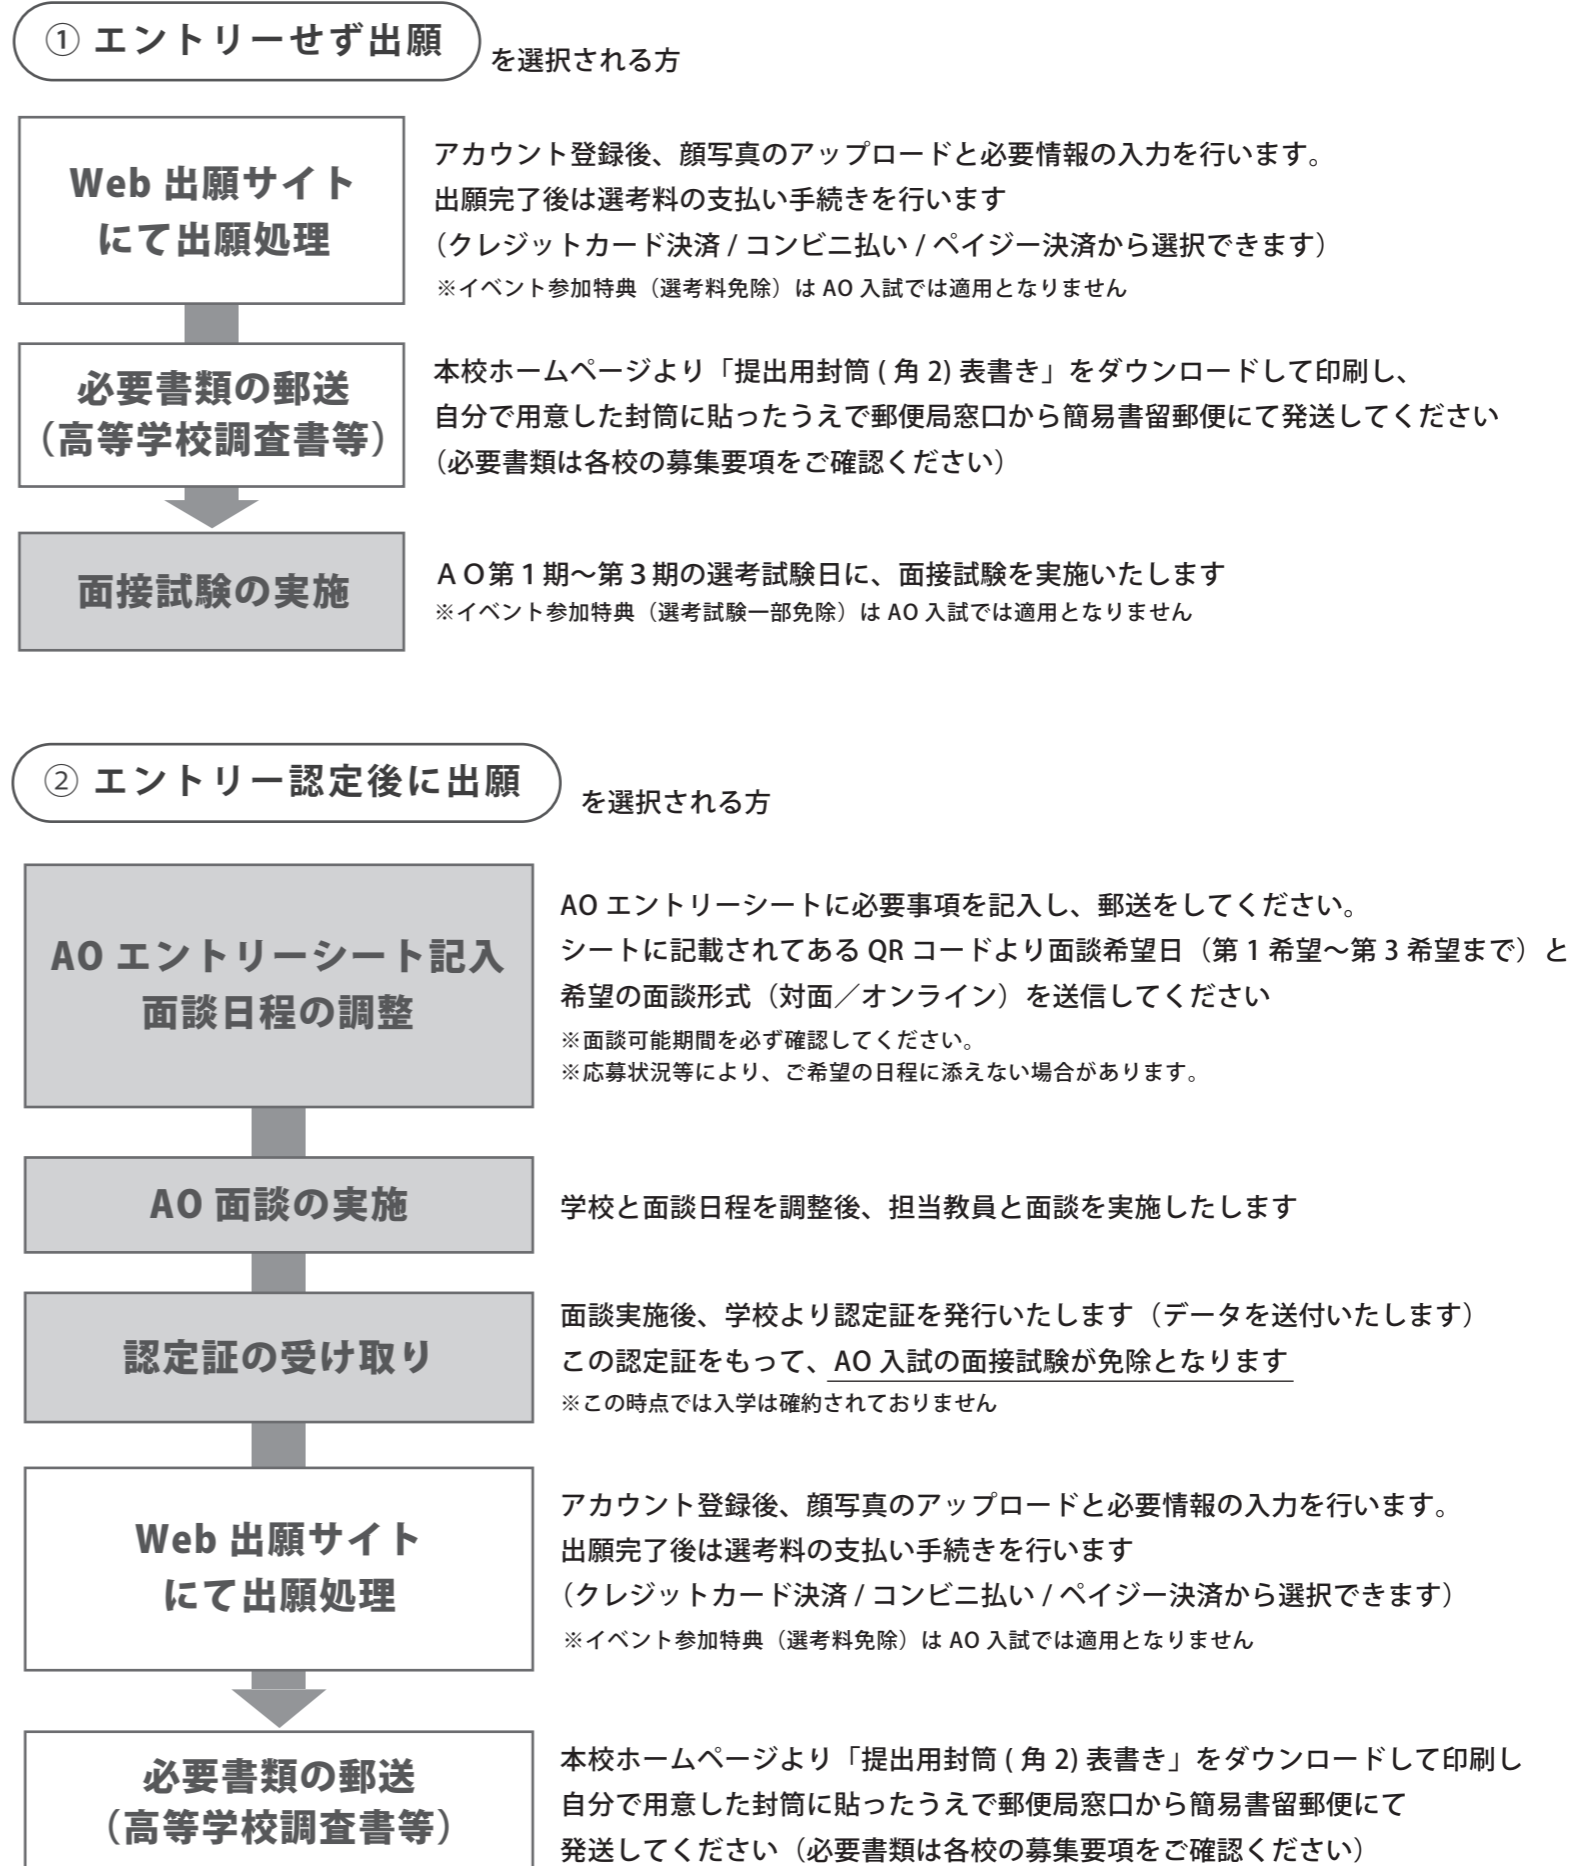 ① エントリーせず出願 を選択される方
Web 出願サイト
にて出願処理
アカウント登録後、顔写真のアップロードと必要情報の入力を行います。
出願完了後は選考料の支払い手続きを行います
（クレジットカード決済 / コンビニ払い / ペイジー決済から選択できます）
※イベント参加特典（選考料免除）は AO 入試では適用となりません
必要書類の郵送
（高等学校調査書等）
本校ホームページより「提出用封筒 ( 角 2) 表書き」をダウンロードして印刷し、
自分で用意した封筒に貼ったうえで郵便局窓口から簡易書留郵便にて発送してください
（必要書類は各校の募集要項をご確認ください）
面接試験の実施
ＡＯ第１期～第３期の選考試験日に、面接試験を実施いたします
※イベント参加特典（選考試験一部免除）は AO 入試では適用となりません
② エントリー認定後に出願 を選択される方
AO エントリーシート記入
面談日程の調整
AO エントリーシートに必要事項を記入し、郵送をしてください。
シートに記載されてある QR コードより面談希望日（第 1 希望～第 3 希望まで）と
希望の面談形式（対面／オンライン）を送信してください
※面談可能期間を必ず確認してください。
※応募状況等により、ご希望の日程に添えない場合があります。
AO 面談の実施
学校と面談日程を調整後、担当教員と面談を実施したします
認定証の受け取り
面談実施後、学校より認定証を発行いたします（データを送付いたします）
この認定証をもって、AO 入試の面接試験が免除となります
※この時点では入学は確約されておりません
Web 出願サイト
にて出願処理
アカウント登録後、顔写真のアップロードと必要情報の入力を行います。
出願完了後は選考料の支払い手続きを行います
（クレジットカード決済 / コンビニ払い / ペイジー決済から選択できます）
※イベント参加特典（選考料免除）は AO 入試では適用となりません
必要書類の郵送
（高等学校調査書等）
本校ホームページより「提出用封筒 ( 角 2) 表書き」をダウンロードして印刷し
自分で用意した封筒に貼ったうえで郵便局窓口から簡易書留郵便にて
発送してください（必要書類は各校の募集要項をご確認ください）